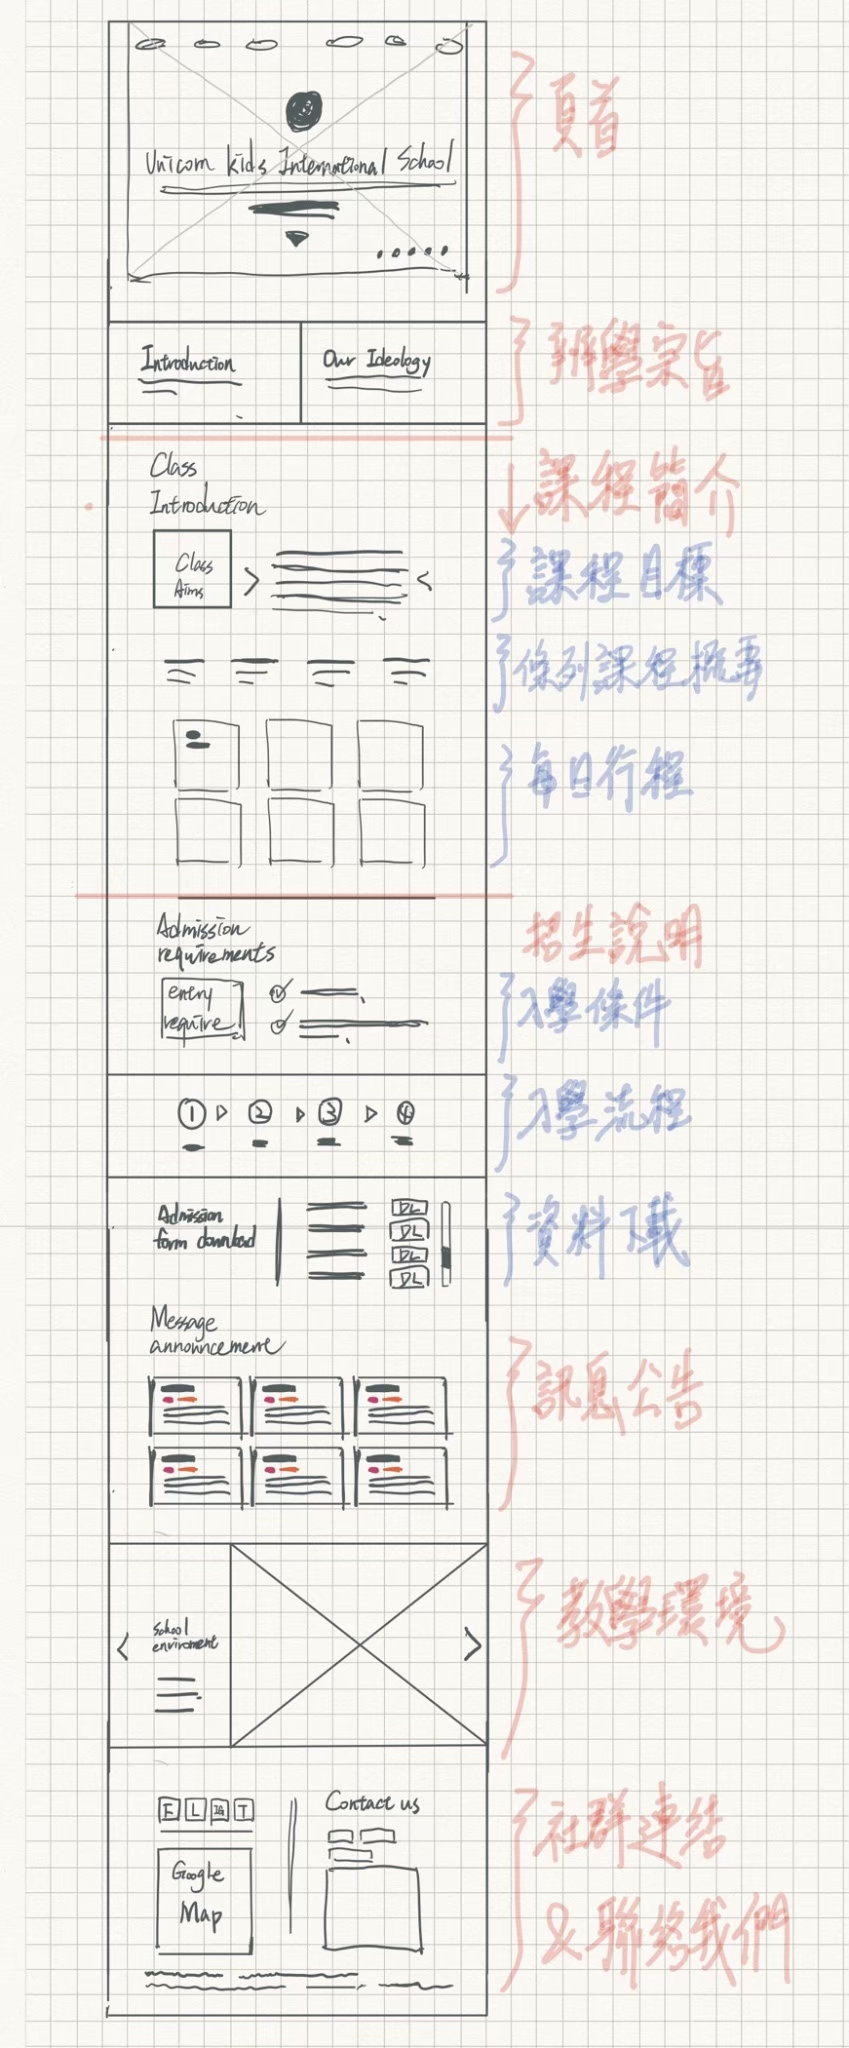 Unicorn kids International School
頁首
Introduction
Our Ideology
辦學宗旨
Class
Introduction
課程簡介
Class
Aims
課程目標
條列課程概要
每日行程
Admission
requirements
招生說明
entry
require
入學條件
1
2
3
4
入學流程
Admission
form download
DL
DL
DL
DL
資料下載
Message
announcement
訊息公告
School
enviroment
教學環境
F L IG T
Google
Map
Contact us
社群連結
& 聯絡我們